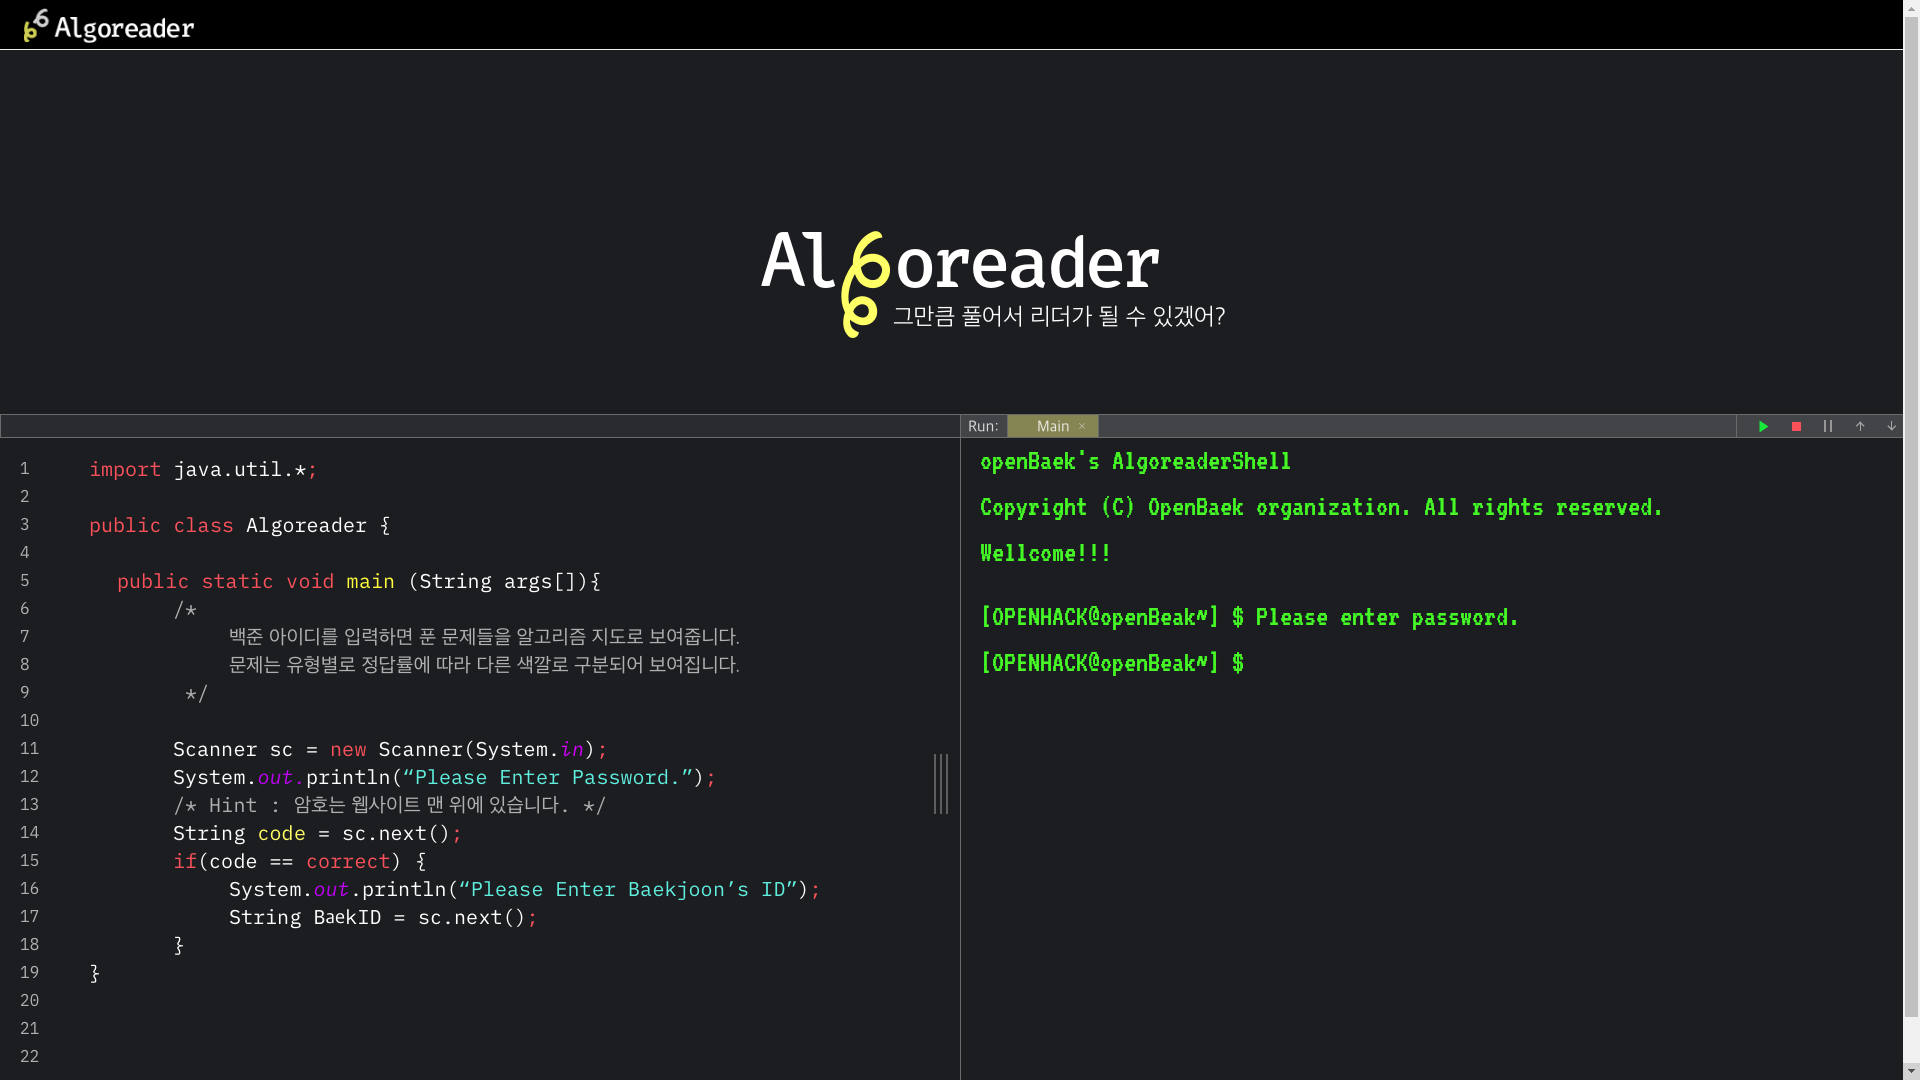 Algoreader
Algoreader
그만큼 풀어서 리더가 될 수 있겠어?
Run: Main ×
1 import java.util.*;
2
3 public class Algoreader {
4
5 public static void main (String args[]){
6 /*
7 백준 아이디를 입력하면 푼 문제들을 알고리즘 지도로 보여줍니다.
8 문제는 유형별로 정답률에 따라 다른 색깔로 구분되어 보여집니다.
9 */
10
11 Scanner sc = new Scanner(System.in);
12 System.out.println(“Please Enter Password.”);
13 /* Hint : 암호는 웹사이트 맨 위에 있습니다. */
14 String code = sc.next();
15 if(code == correct) {
16 System.out.println(“Please Enter Baekjoon’s ID”);
17 String BaekID = sc.next();
18 }
19 }
20
21
22
openBaek's AlgoreaderShell
Copyright (C) OpenBaek organization. All rights reserved.
Wellcome!!!
[OPENHACK@openBeak~] $ Please enter password.
[OPENHACK@openBeak~] $